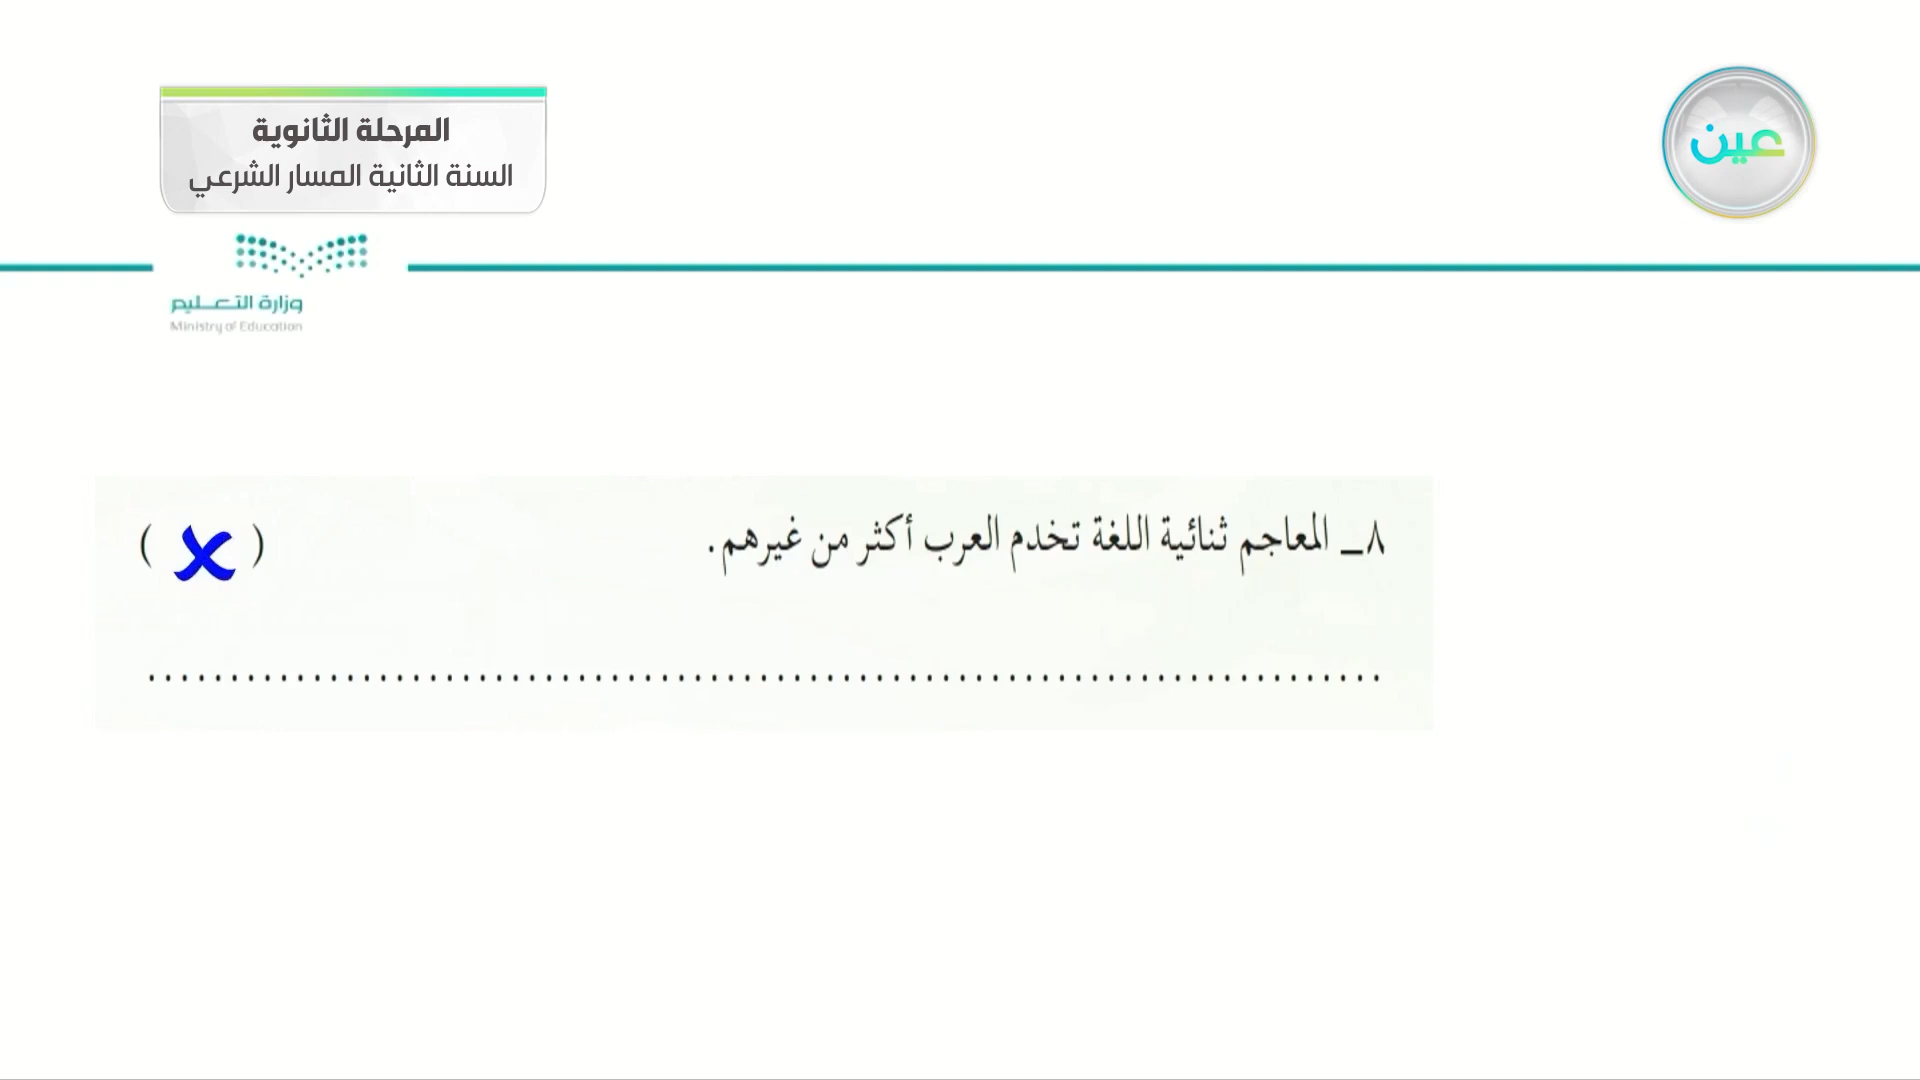 المرحلة الثانوية
السنة الثانية المسار الشرعي
عين
وزارة التعليم
Ministry of Education
٨_ المعاجم ثنائية اللغة تخدم العرب أكثر من غيرهم. ( x )
................................................................